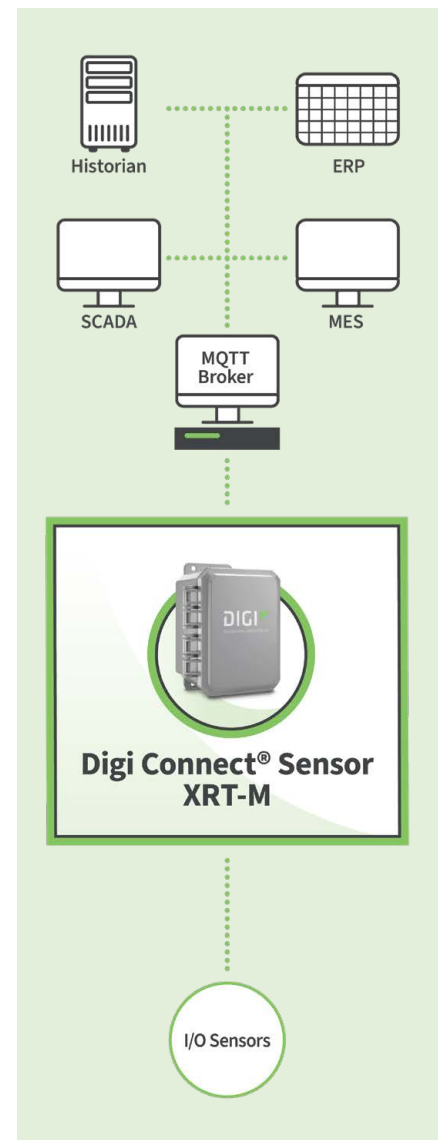 Historian
ERP
SCADA
MES
MQTT
Broker
DIGI
Digi Connect® Sensor
XRT-M
I/O Sensors